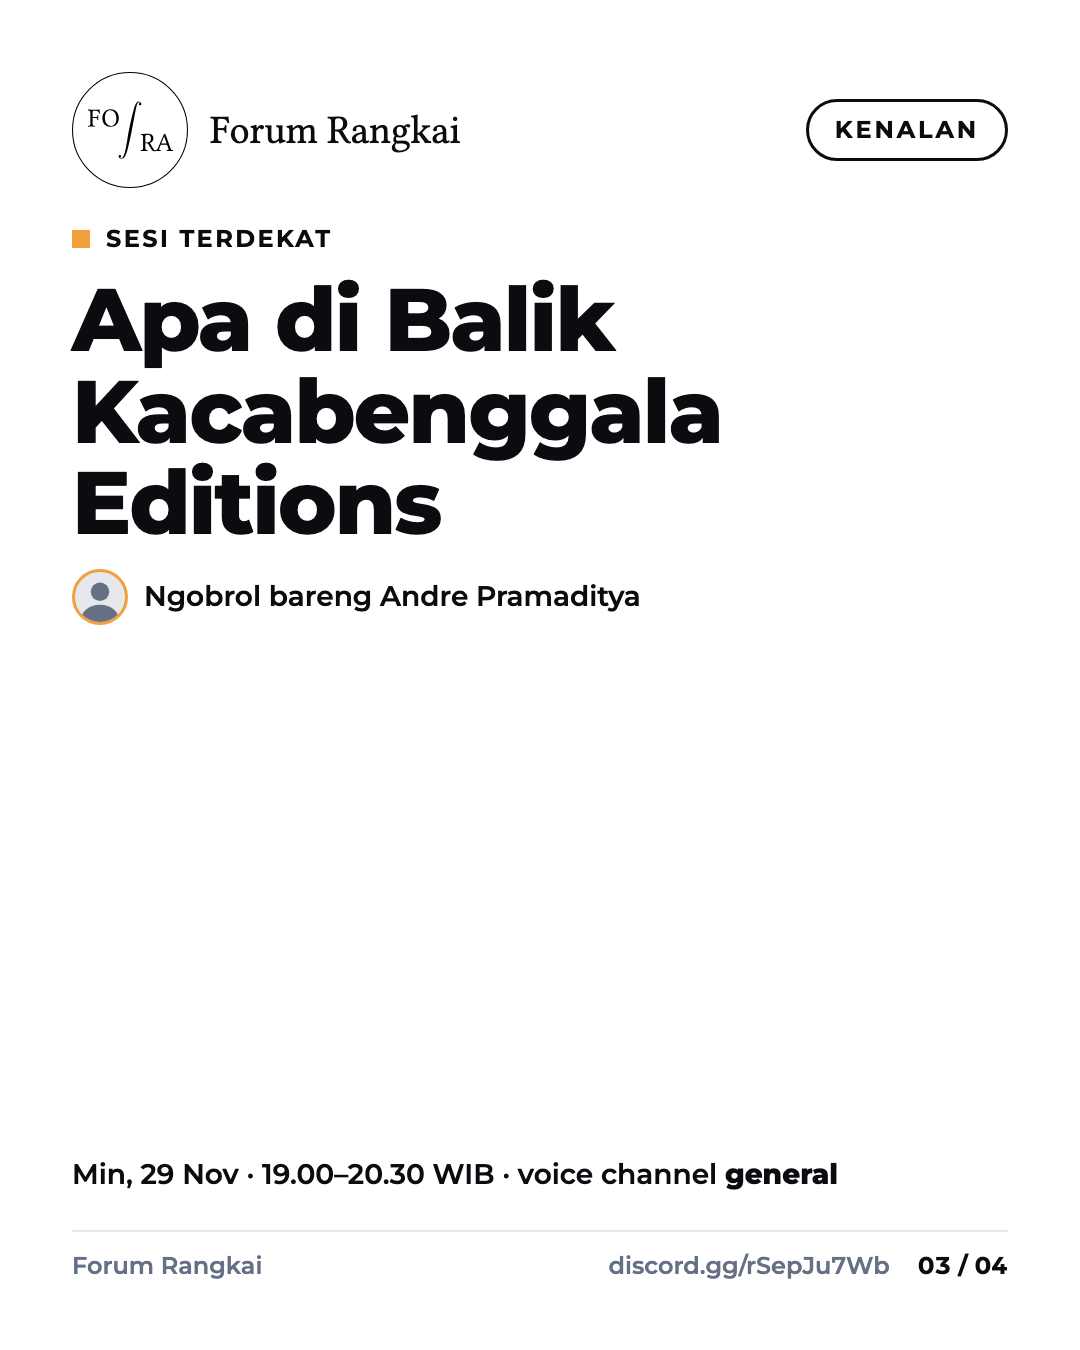 FO∫RA
Forum Rangkai
KENALAN
SESI TERDEKAT
Apa di Balik
Kacabenggala
Editions
Ngobrol bareng Andre Pramaditya
Min, 29 Nov · 19.00–20.30 WIB · voice channel general
Forum Rangkai
discord.gg/rSepJu7Wb
03 / 04